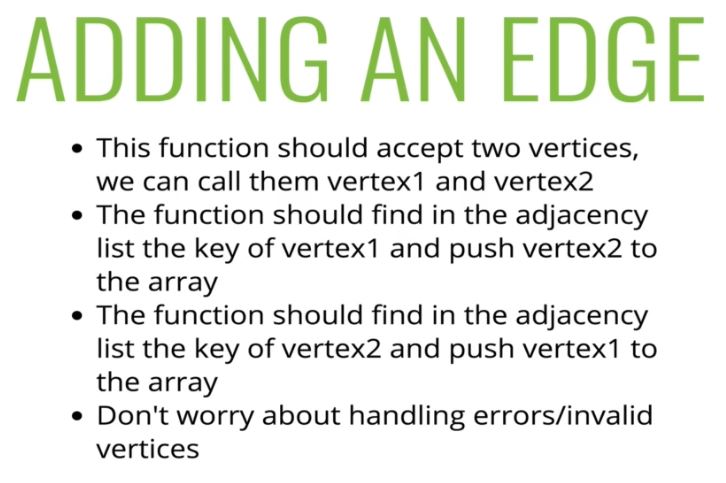 ADDING AN EDGE
• This function should accept two vertices,
we can call them vertex1 and vertex2
• The function should find in the adjacency
list the key of vertex1 and push vertex2 to
the array
• The function should find in the adjacency
list the key of vertex2 and push vertex1 to
the array
• Don't worry about handling errors/invalid
vertices